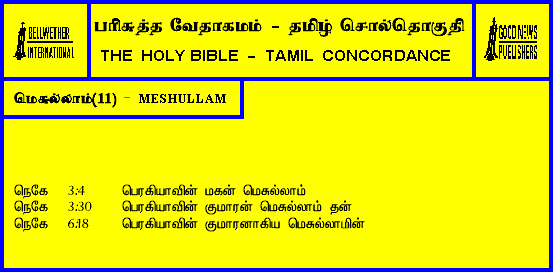 BELLWETHER
INTERNATIONAL
பரிசுத்த வேதாகமம் - தமிழ் சொல்தொகுதி
THE HOLY BIBLE - TAMIL CONCORDANCE
GOOD NEWS
PUBLISHERS
மெசுல்லாம்(11) - MESHULLAM
நெகே 3:4 பெரகியாவின் மகன் மெசுல்லாம்
நெகே 3:30 பெரகியாவின் குமாரன் மெசுல்லாம் தன்
நெகே 6:18 பெரகியாவின் குமாரனாகிய மெசுல்லாமின்